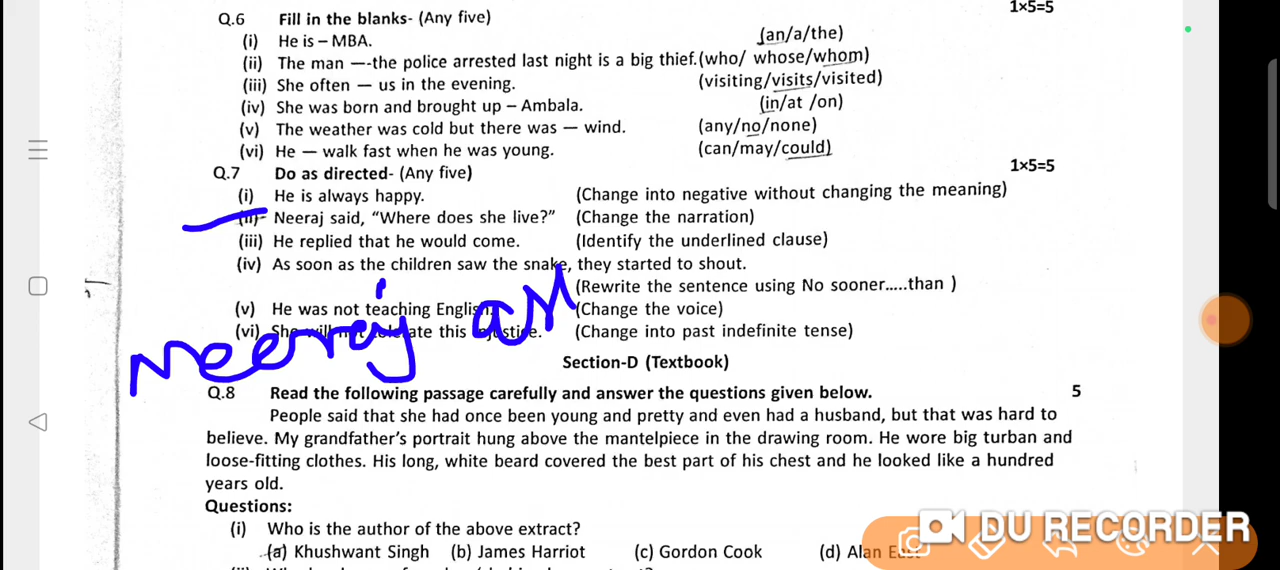 Q.6 Fill in the blanks- (Any five) 1×5=5
(i) He is – MBA. (an/a/the)
(ii) The man —-the police arrested last night is a big thief.(who/ whose/whom)
(iii) She often — us in the evening. (visiting/visits/visited)
(iv) She was born and brought up – Ambala. (in/at /on)
(v) The weather was cold but there was — wind. (any/no/none)
(vi) He — walk fast when he was young. (can/may/could)
Q.7 Do as directed- (Any five) 1×5=5
(i) He is always happy. (Change into negative without changing the meaning)
(ii)- Neeraj said, “Where does she live?” (Change the narration)
(iii) He replied that he would come. (Identify the underlined clause)
(iv) As soon as the children saw the snake, they started to shout.
(Rewrite the sentence using No sooner.....than )
(v) He was not teaching English. (Change the voice)
(vi) She will not tolerate this injustice. (Change into past indefinite tense)
Neeraj as
Section-D (Textbook)
Q.8 Read the following passage carefully and answer the questions given below. 5
People said that she had once been young and pretty and even had a husband, but that was hard to
believe. My grandfather’s portrait hung above the mantelpiece in the drawing room. He wore big turban and
loose-fitting clothes. His long, white beard covered the best part of his chest and he looked like a hundred
years old.
Questions:
(i) Who is the author of the above extract?
(a) Khushwant Singh (b) James Harriot (c) Gordon Cook (d) Alan East
DU RECORDER